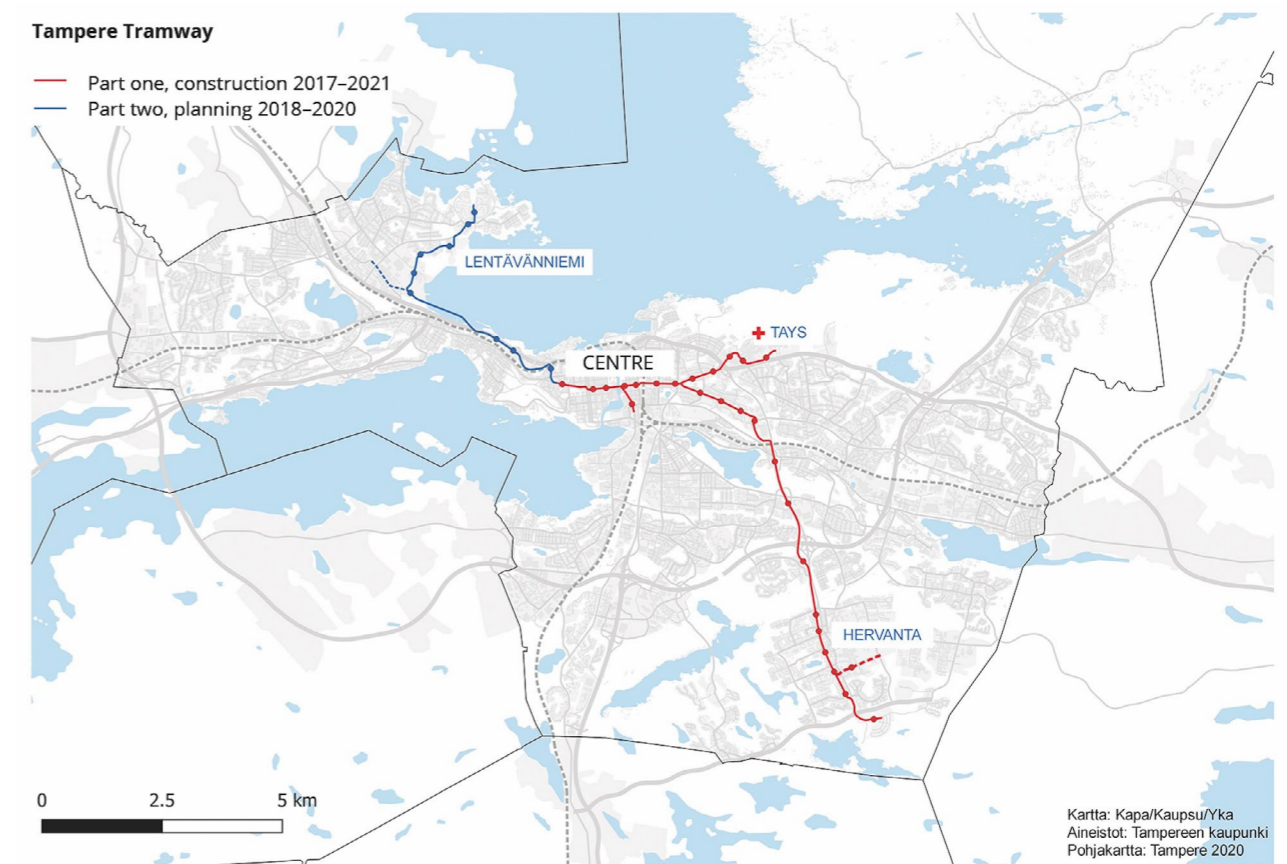 Tampere Tramway
Part one, construction 2017–2021
Part two, planning 2018–2020
LENTÄVÄNNIEMI
TAYS
CENTRE
HERVANTA
0 2.5 5 km
Kartta: Kapa/Kaupsu/Yka
Aineistot: Tampereen kaupunki
Pohjakartta: Tampere 2020